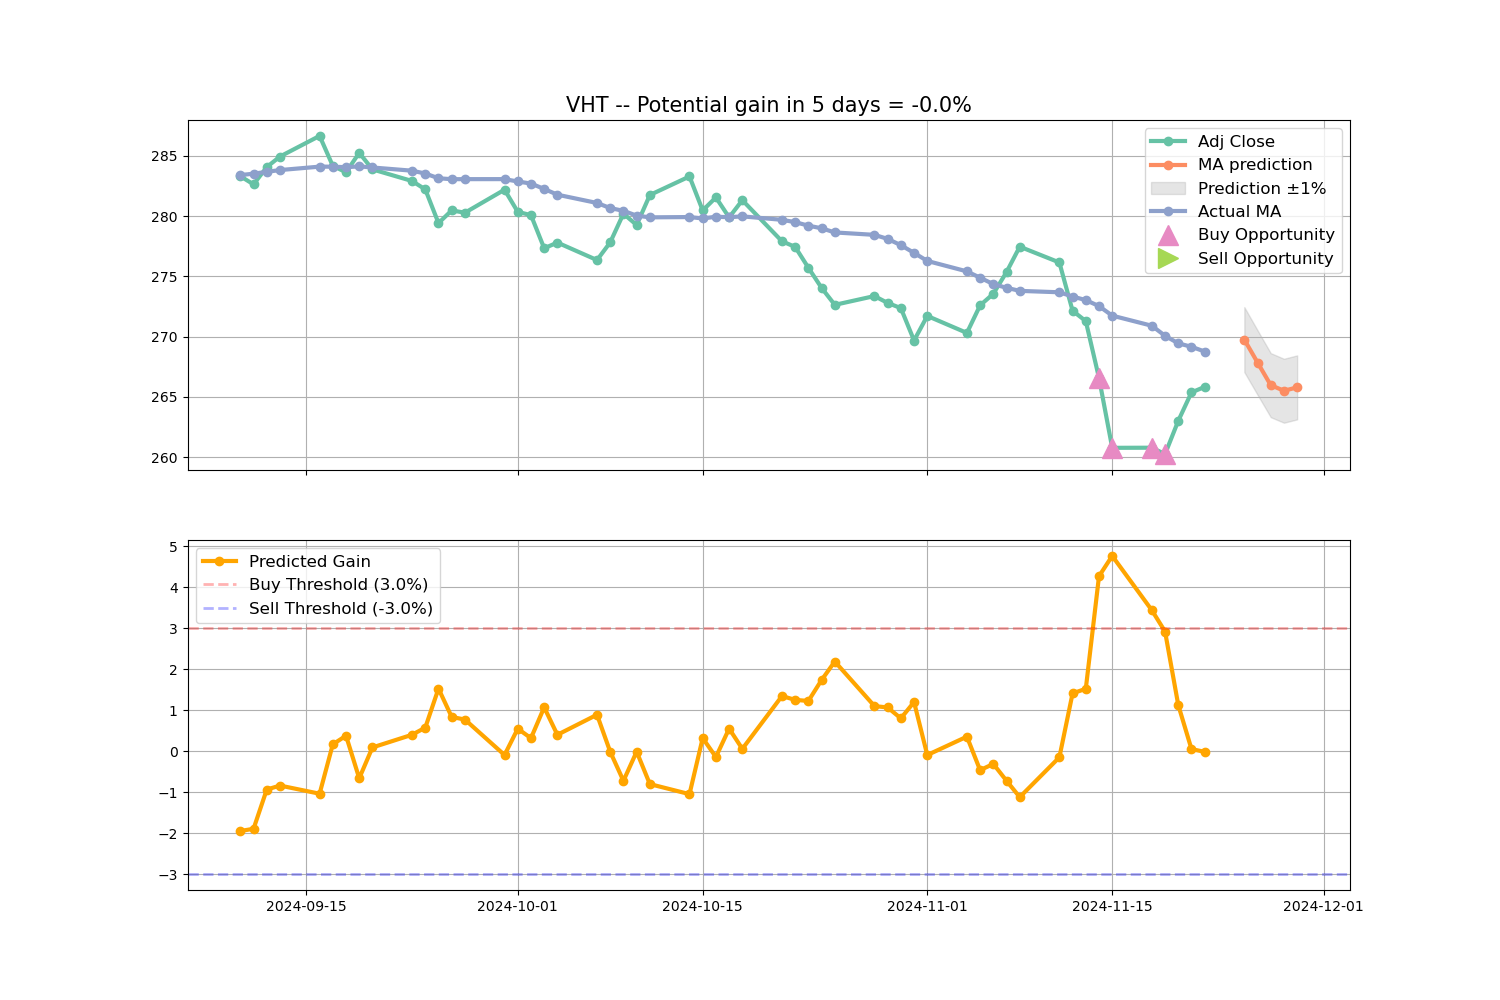 VHT -- Potential gain in 5 days = -0.0%
285
280
275
270
265
260
Adj Close
MA prediction
Prediction ±1%
Actual MA
Buy Opportunity
Sell Opportunity
5
4
3
2
1
0
−1
−2
−3
Predicted Gain
Buy Threshold (3.0%)
Sell Threshold (-3.0%)
2024-09-15
2024-10-01
2024-10-15
2024-11-01
2024-11-15
2024-12-01